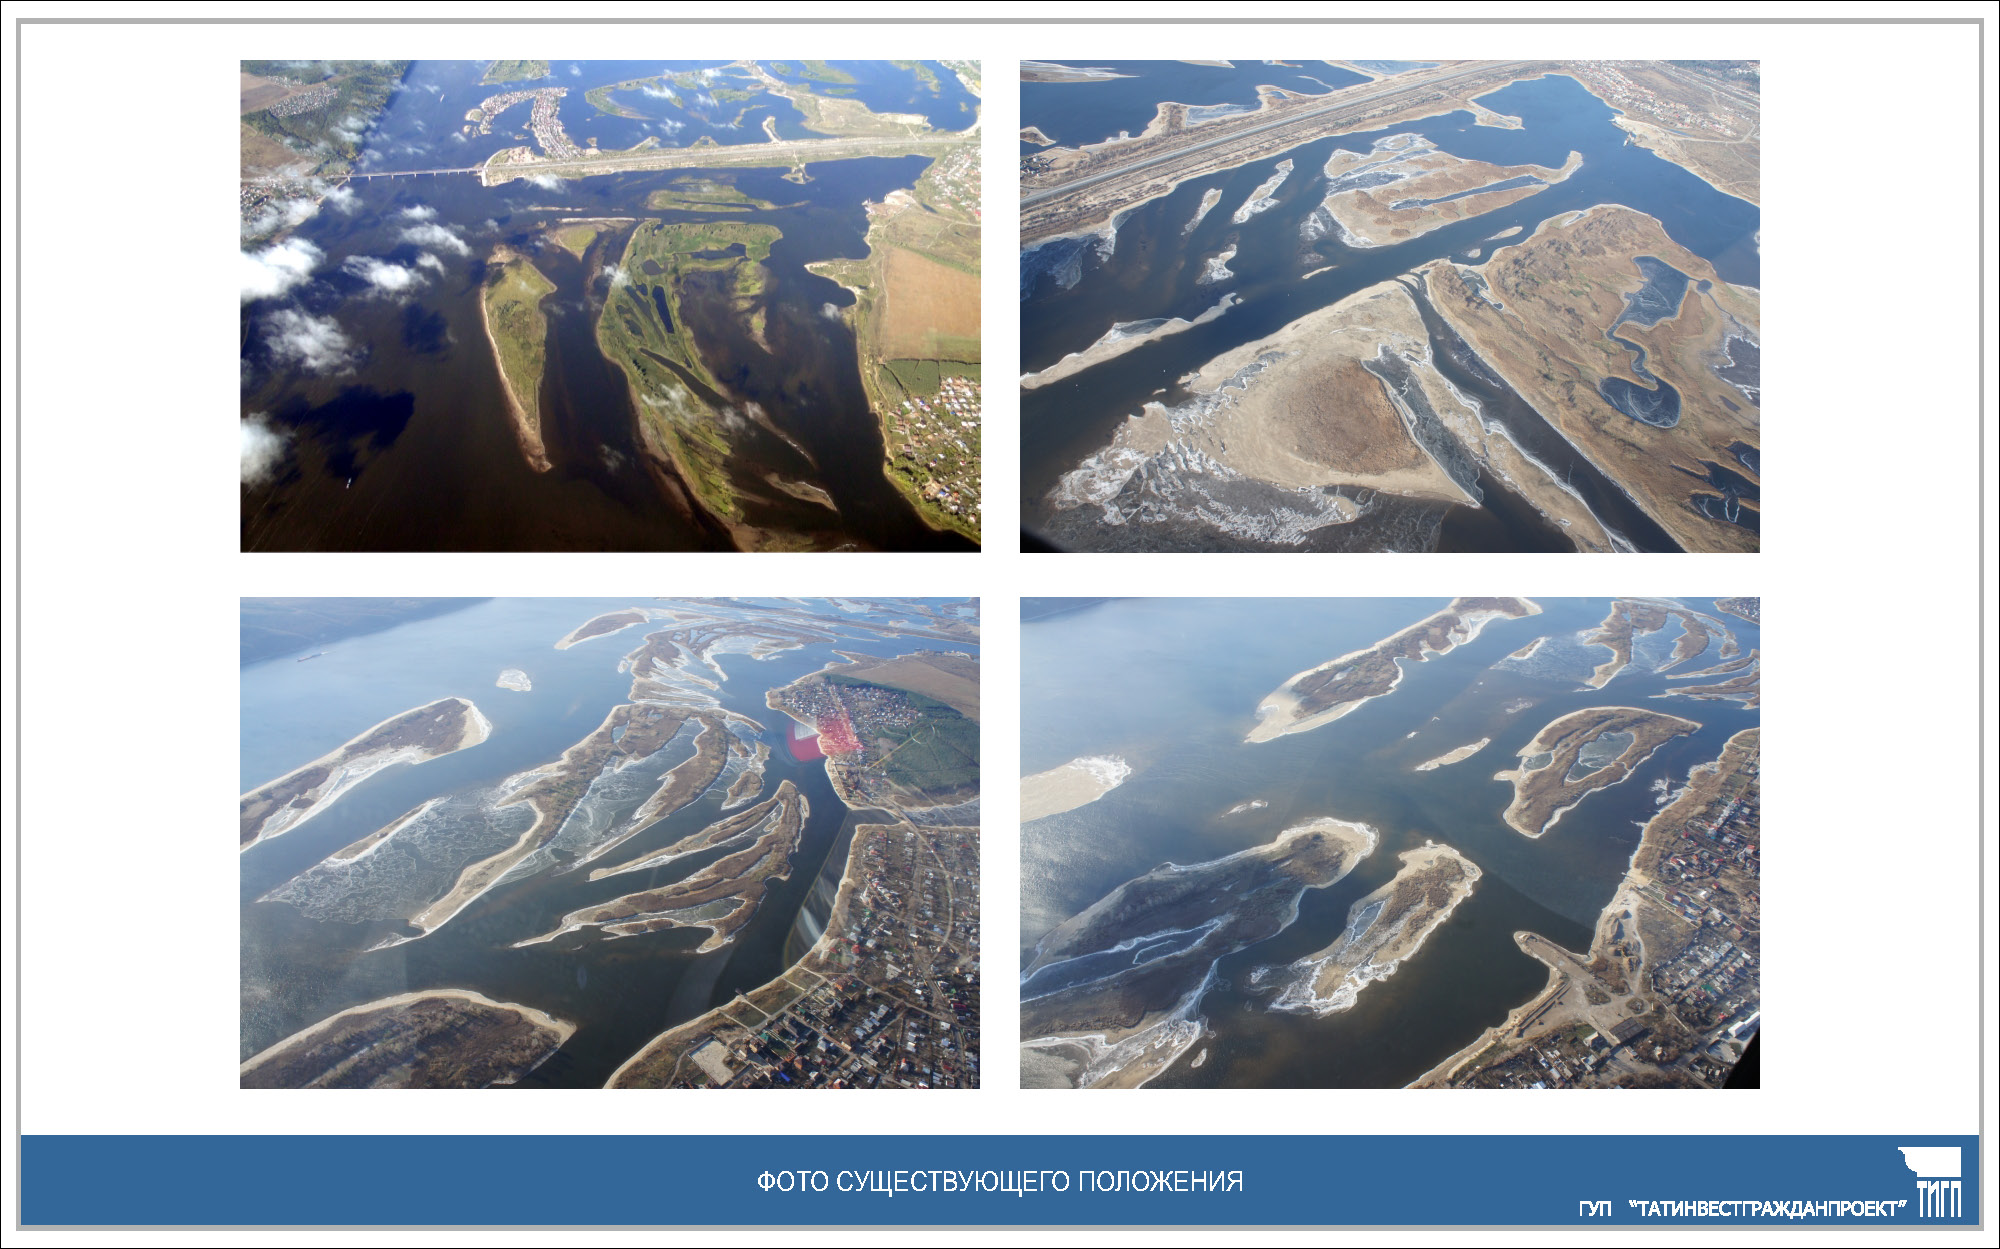 ФОТО СУЩЕСТВУЮЩЕГО ПОЛОЖЕНИЯ
ТИГП
ГУП "ТАТИНВЕСТГРАЖДАНПРОЕКТ"